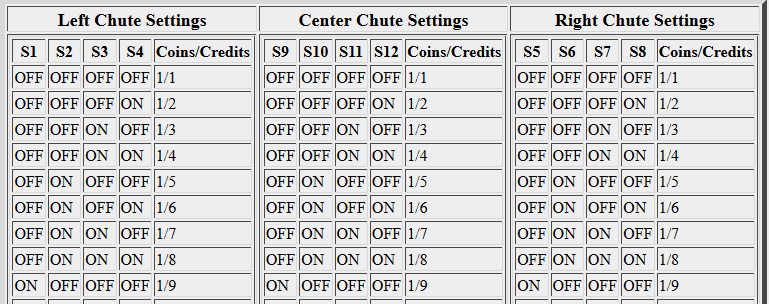 Left Chute Settings Center Chute Settings Right Chute Settings
S1 S2 S3 S4 Coins/Credits S9 S10 S11 S12 Coins/Credits S5 S6 S7 S8 Coins/Credits
OFF OFF OFF OFF 1/1 OFF OFF OFF OFF 1/1 OFF OFF OFF OFF 1/1
OFF OFF OFF ON 1/2 OFF OFF OFF ON 1/2 OFF OFF OFF ON 1/2
OFF OFF ON OFF 1/3 OFF OFF ON OFF 1/3 OFF OFF ON OFF 1/3
OFF OFF ON ON 1/4 OFF OFF ON ON 1/4 OFF OFF ON ON 1/4
OFF ON OFF OFF 1/5 OFF ON OFF OFF 1/5 OFF ON OFF OFF 1/5
OFF ON OFF ON 1/6 OFF ON OFF ON 1/6 OFF ON OFF ON 1/6
OFF ON ON OFF 1/7 OFF ON ON OFF 1/7 OFF ON ON OFF 1/7
OFF ON ON ON 1/8 OFF ON ON ON 1/8 OFF ON ON ON 1/8
ON OFF OFF OFF 1/9 ON OFF OFF OFF 1/9 ON OFF OFF OFF 1/9